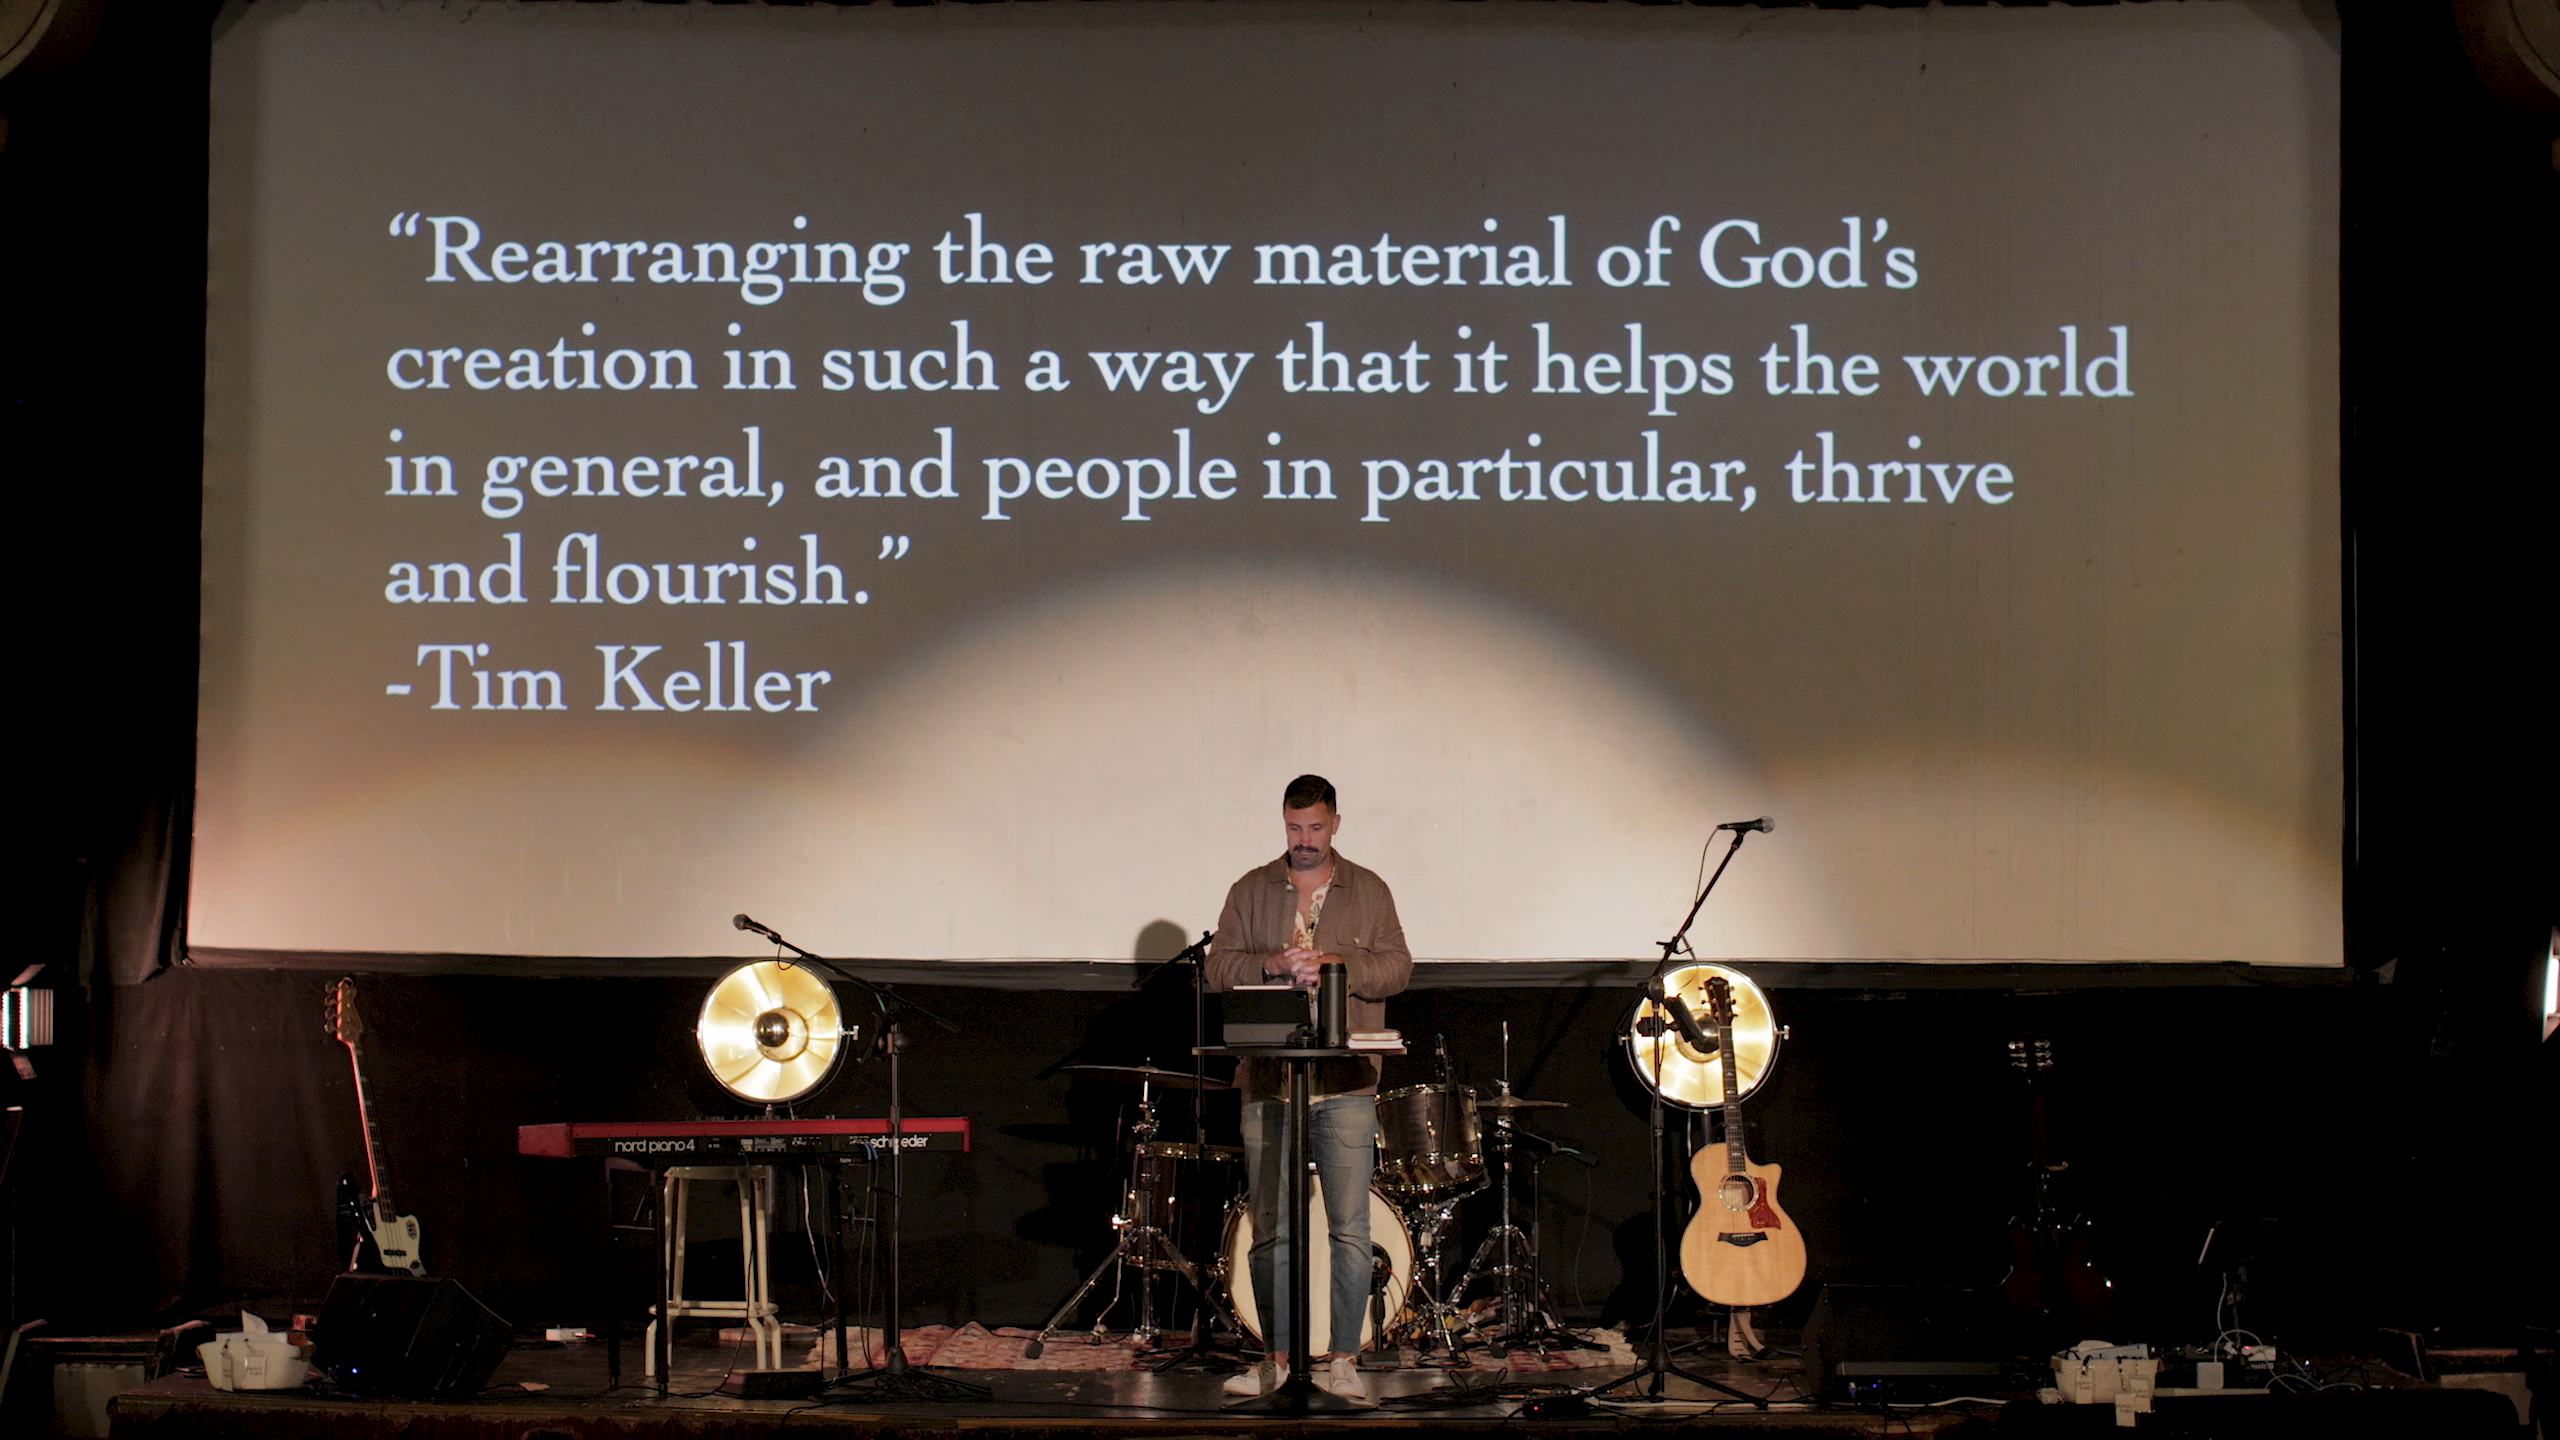 “Rearranging the raw material of God’s
creation in such a way that it helps the world
in general, and people in particular, thrive
and flourish.”
-Tim Keller
nord piano 4